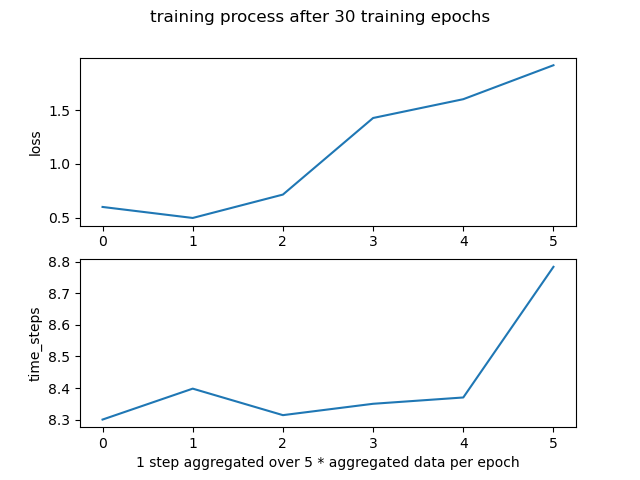 training process after 30 training epochs
loss
1.5
1.0
0.5
0 1 2 3 4 5
time_steps
8.8
8.7
8.6
8.5
8.4
8.3
0 1 2 3 4 5
1 step aggregated over 5 * aggregated data per epoch